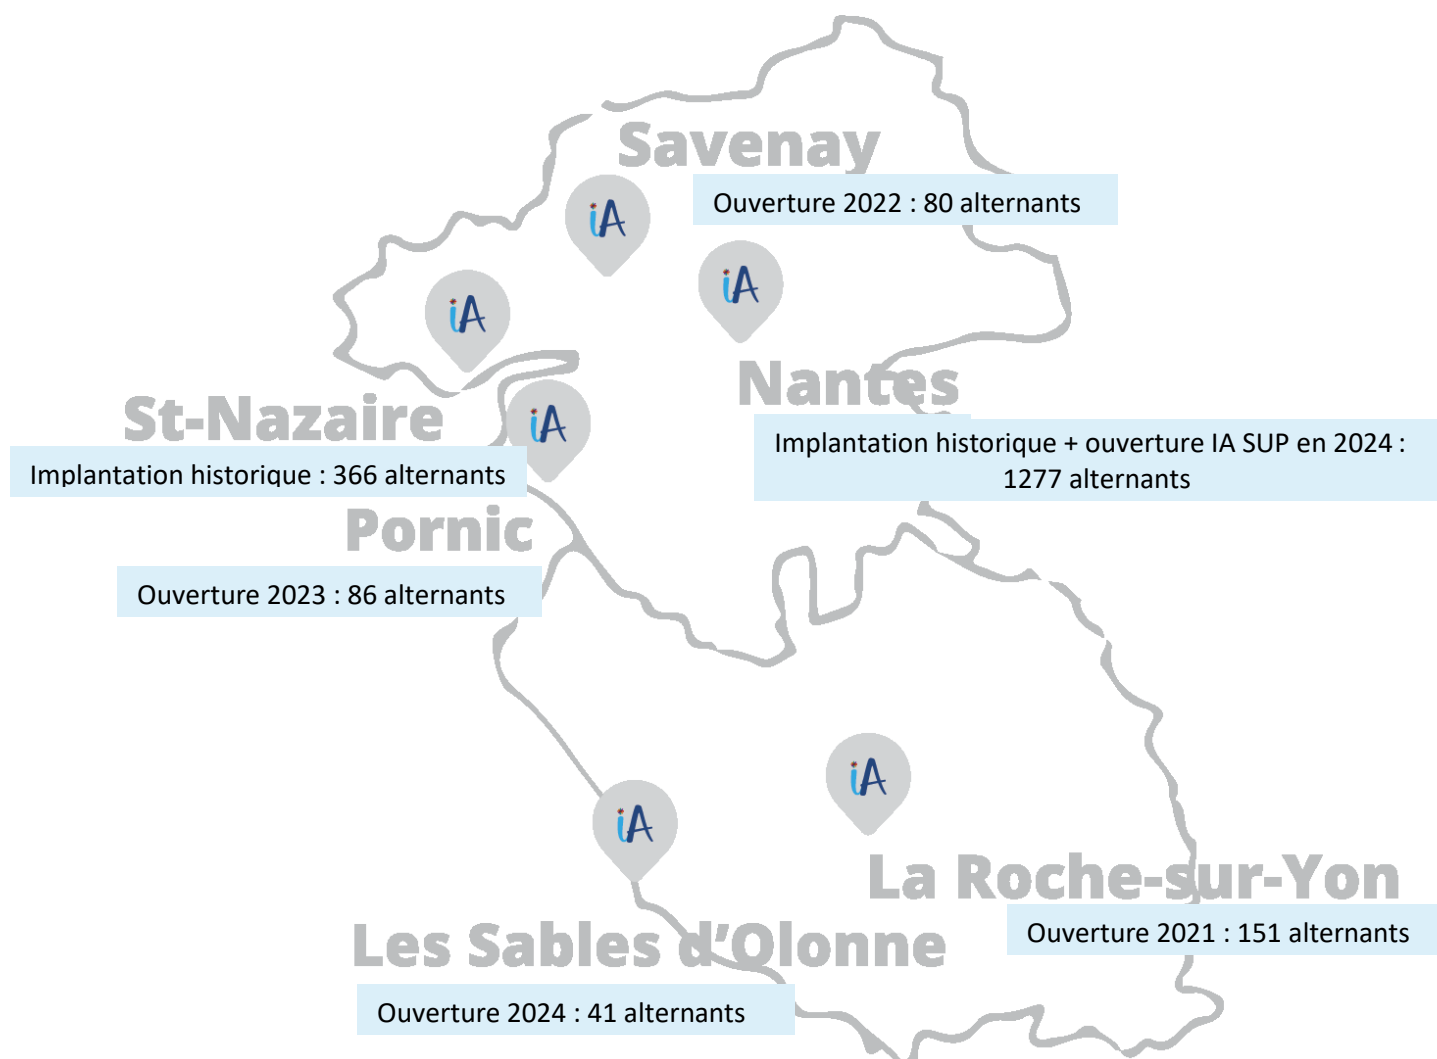 Savenay
Ouverture 2022 : 80 alternants
iA
iA
iA
Nantes
Implantation historique + ouverture IA SUP en 2024 :
1277 alternants
St-Nazaire
iA
Implantation historique : 366 alternants
Pornic
Ouverture 2023 : 86 alternants
iA
iA
La Roche-sur-Yon
Ouverture 2021 : 151 alternants
Les Sables d’Olonne
Ouverture 2024 : 41 alternants